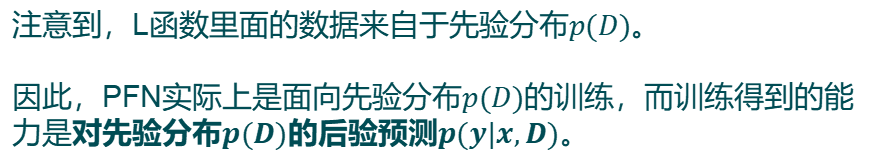 注意到，L函数里面的数据来自于先验分布p(D)。
因此，PFN实际上是面向先验分布p(D)的训练，而训练得到的能
力是对先验分布p(D)的后验预测p(y|x, D)。